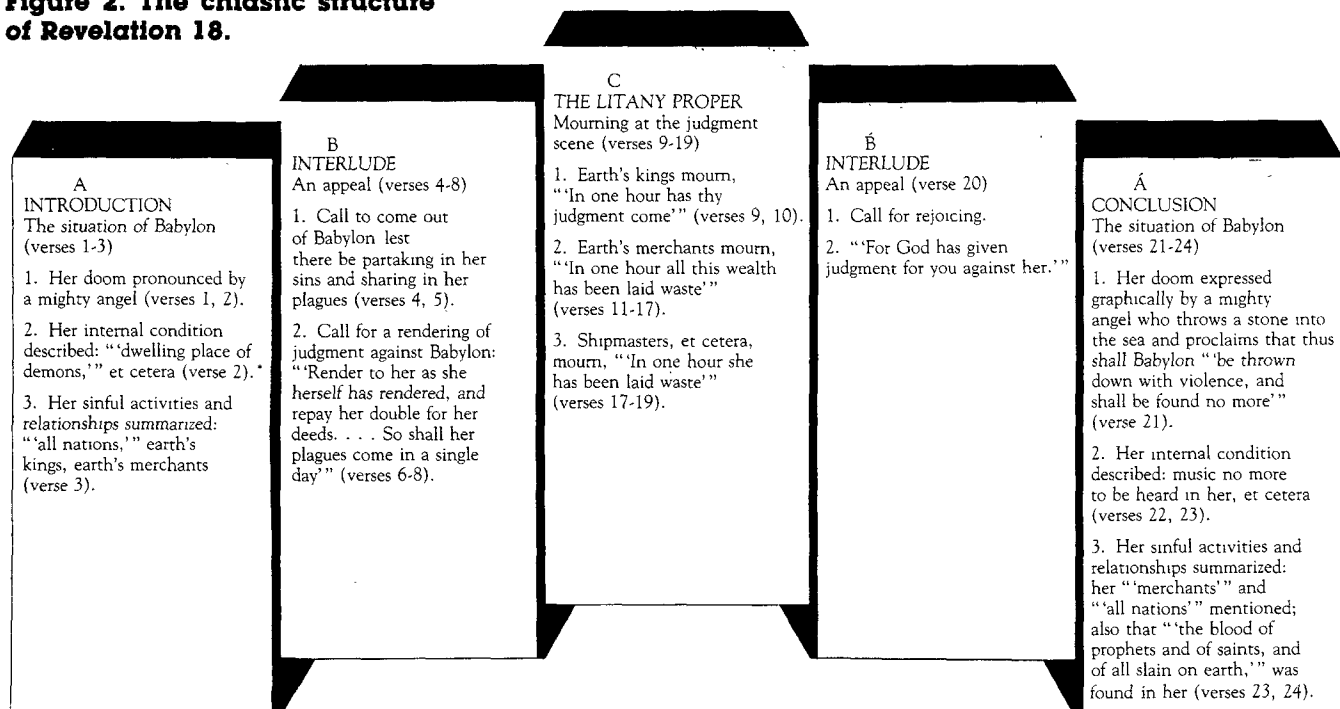 Figure 2. The chiastic structure
of Revelation 18.
A
INTRODUCTION
The situation of Babylon
(verses 1-3)
1. Her doom pronounced by
a mighty angel (verses 1, 2).
2. Her internal condition
described: "'dwelling place of
demons,'" et cetera (verse 2).*
3. Her sinful activities and
relationships summarized:
"'all nations,'" earth's
kings, earth's merchants
(verse 3).
B
INTERLUDE
An appeal (verses 4-8)
1. Call to come out
of Babylon lest
there be partaking in her
sins and sharing in her
plagues (verses 4, 5).
2. Call for a rendering of
judgment against Babylon:
"'Render to her as she
herself has rendered, and
repay her double for her
deeds. . . . So shall her
plagues come in a single
day'" (verses 6-8).
C
THE LITANY PROPER
Mourning at the judgment
scene (verses 9-19)
1. Earth's kings mourn,
"'In one hour has thy
judgment come'" (verses 9, 10).
2. Earth's merchants mourn,
"'In one hour all this wealth
has been laid waste'"
(verses 11-17).
3. Shipmasters, et cetera,
mourn, "'In one hour she
has been laid waste'"
(verses 17-19).
B́
INTERLUDE
An appeal (verse 20)
1. Call for rejoicing.
2. "'For God has given
judgment for you against her.'"
Á
CONCLUSION
The situation of Babylon
(verses 21-24)
1. Her doom expressed
graphically by a mighty
angel who throws a stone into
the sea and proclaims that thus
shall Babylon "'be thrown
down with violence, and
shall be found no more'"
(verse 21).
2. Her internal condition
described: music no more
to be heard in her, et cetera
(verses 22, 23).
3. Her sinful activities and
relationships summarized:
her "'merchants'" and
"'all nations'" mentioned;
also that "'the blood of
prophets and of saints, and
of all slain on earth,'" was
found in her (verses 23, 24).